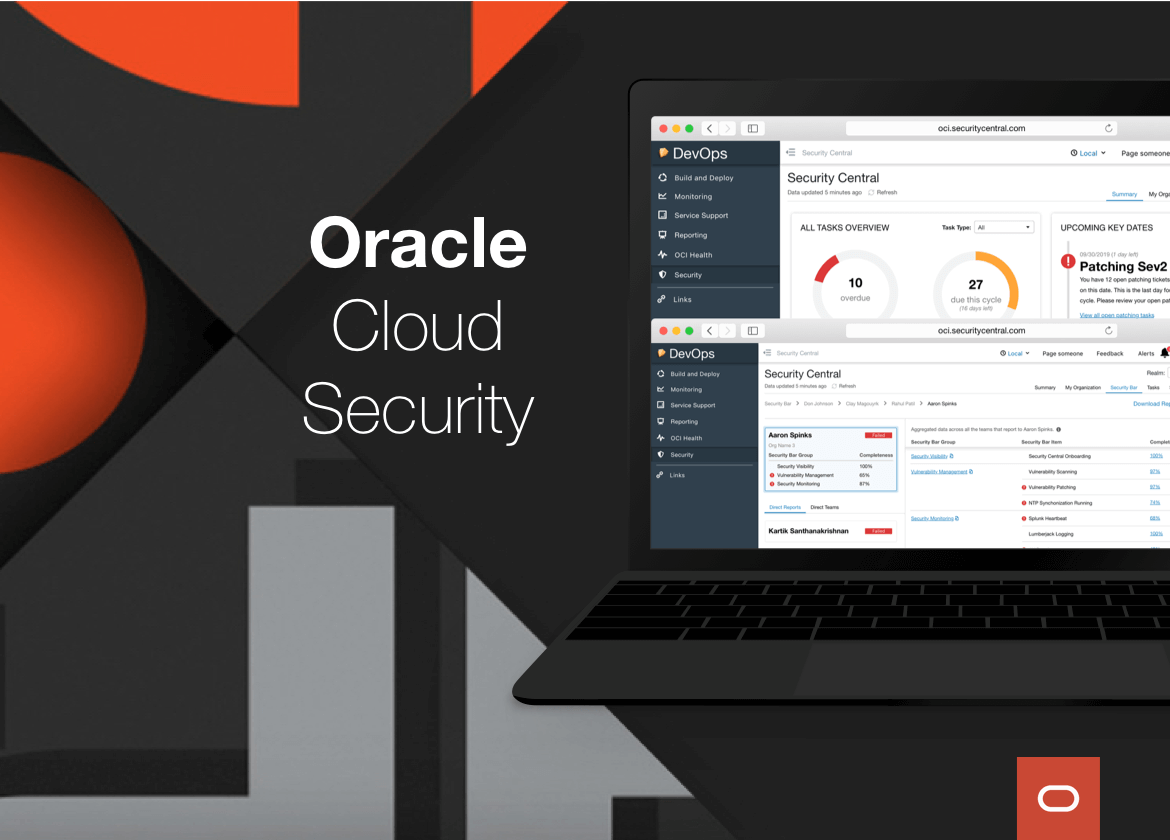 Oracle
Cloud
Security
oci.securitycentral.com
DevOps
Security Central
Local
Page someone
Build and Deploy
Monitoring
Service Support
Reporting
OCI Health
Security
Links
Security Central
Data updated 5 minutes ago
Refresh
Summary
My Orga
ALL TASKS OVERVIEW
Task Type:
All
10
overdue
27
due this cycle
(16 days left)
UPCOMING KEY DATES
09/30/2019 (1 day left)
Patching Sev2
You have 12 open patching tickets
on this date. This is the last day fo
cycle. Please review your open pat
View all open patching tasks
oci.securitycentral.com
DevOps
Security Central
Local
Page someone
Feedback
Alerts
Build and Deploy
Monitoring
Service Support
Reporting
OCI Health
Security
Links
Security Central
Realm:
Data updated 5 minutes ago
Refresh
Summary
My Organization
Security Bar
Tasks
Security Bar > Don Johnson > Clay Magouyrk > Rahul Patil > Aaron Spinks
Download Rep
Aaron Spinks
Failed
Org Name 3
Security Bar Group Completeness
Security Visibility 100%
Vulnerability Management 65%
Security Monitoring 87%
Direct Reports
Direct Teams
Kartik Santhanakrishnan
Failed
Aggregated data across all the teams that report to Aaron Spinks.
Security Bar Group Security Bar Item Complet
Security Visibility Security Central Onboarding 100%
Vulnerability Management Vulnerability Scanning 97%
Vulnerability Patching 97%
NTP Synchonization Running 74%
Security Monitoring Splunk Heartbeat 68%
Lumberjack Logging 100%